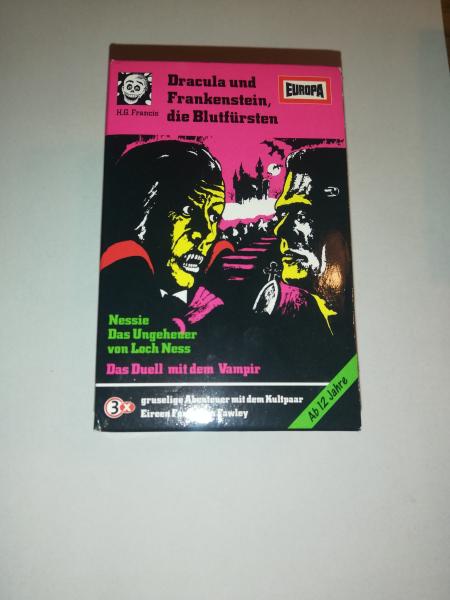 Dracula und
Frankenstein,
die Blutfürsten
H.G. Francis
EUROPA
Nessie
Das Ungeheuer
von Loch Ness
Das Duell mit dem Vampir
3x
gruselige Abenteuer mit dem Kultpaar
Eireen
Ab 12 Jahre